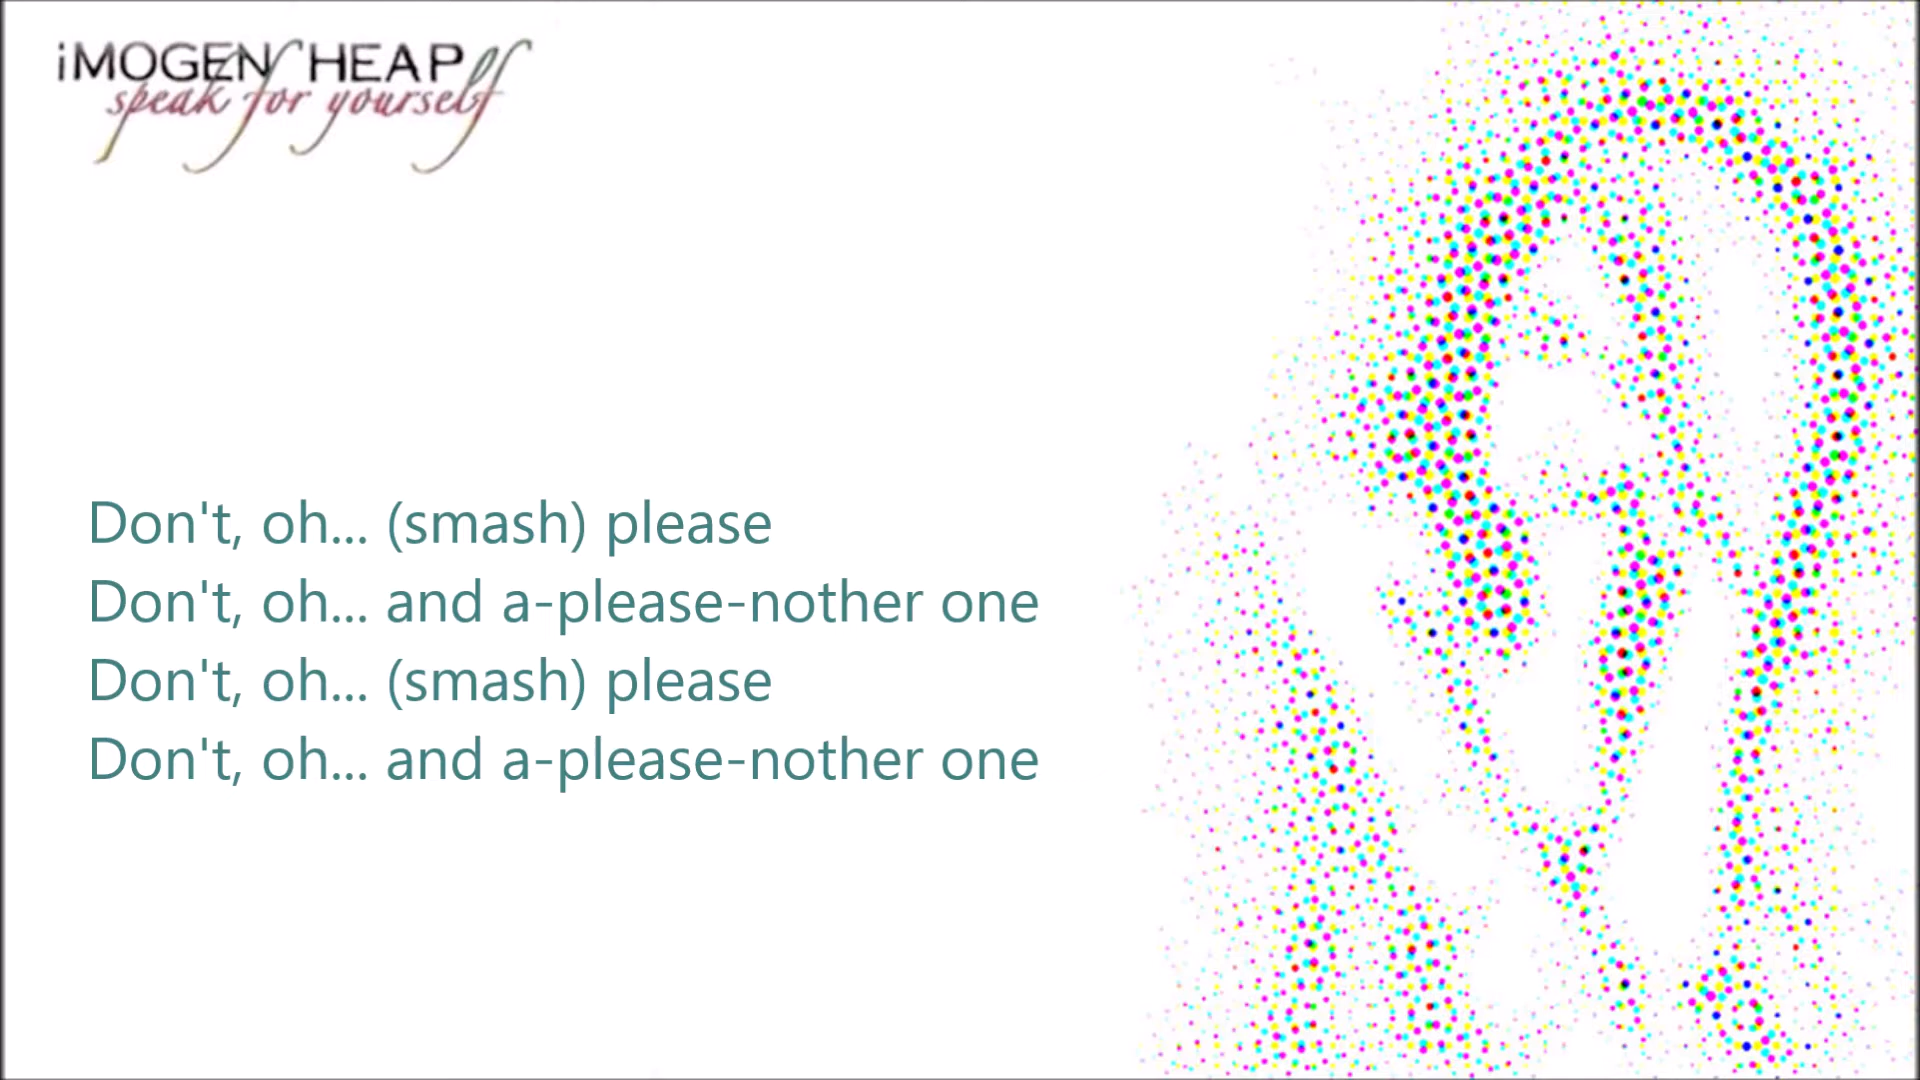 iMOGEN HEAP
speak for yourself
Don't, oh... (smash) please
Don't, oh... and a-please-nother one
Don't, oh... (smash) please
Don't, oh... and a-please-nother one